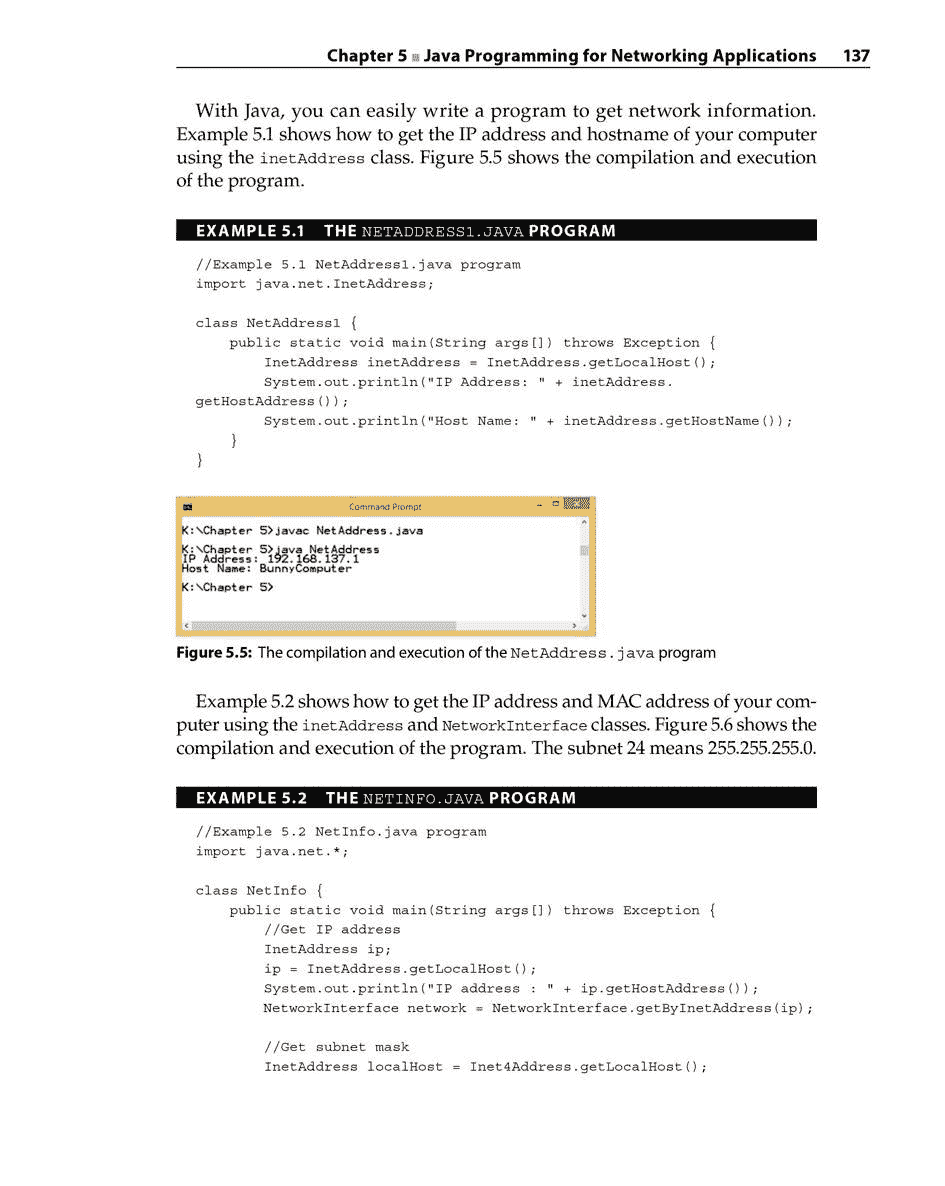 Chapter 5 ■ Java Programming for Networking Applications 137
With Java, you can easily write a program to get network information.
Example 5.1 shows how to get the IP address and hostname of your computer
using the inetAddress class. Figure 5.5 shows the compilation and execution
of the program.
EXAMPLE 5.1 THE NETADDRESS1.JAVA PROGRAM
//Example 5.1 NetAddress1.java program
import java.net.InetAddress;
class NetAddress1 {
public static void main(String args[]) throws Exception {
InetAddress inetAddress = InetAddress.getLocalHost();
System.out.println("IP Address: " + inetAddress.
getHostAddress());
System.out.println("Host Name: " + inetAddress.getHostName());
}
}
Command Prompt
K:\Chapter 5>javac NetAddress.java
K:\Chapter 5>java NetAddress
IP Address: 192.168.137.1
Host Name: BunnyComputer
K:\Chapter 5>
Figure 5.5: The compilation and execution of the NetAddress.java program
Example 5.2 shows how to get the IP address and MAC address of your com-
puter using the inetAddress and NetworkInterface classes. Figure 5.6 shows the
compilation and execution of the program. The subnet 24 means 255.255.255.0.
EXAMPLE 5.2 THE NETINFO.JAVA PROGRAM
//Example 5.2 NetInfo.java program
import java.net.*;
class NetInfo {
public static void main(String args[]) throws Exception {
//Get IP address
InetAddress ip;
ip = InetAddress.getLocalHost();
System.out.println("IP address : " + ip.getHostAddress());
NetworkInterface network = NetworkInterface.getByInetAddress(ip);
//Get subnet mask
InetAddress localHost = Inet4Address.getLocalHost();